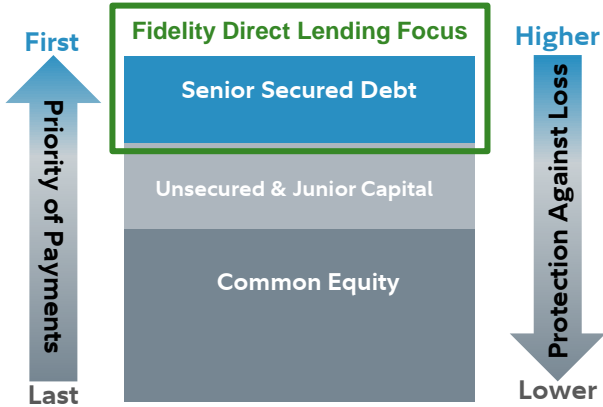 Fidelity Direct Lending Focus
First
Higher
Senior Secured Debt
Priority of Payments
Protection Against Loss
Unsecured & Junior Capital
Common Equity
Last
Lower